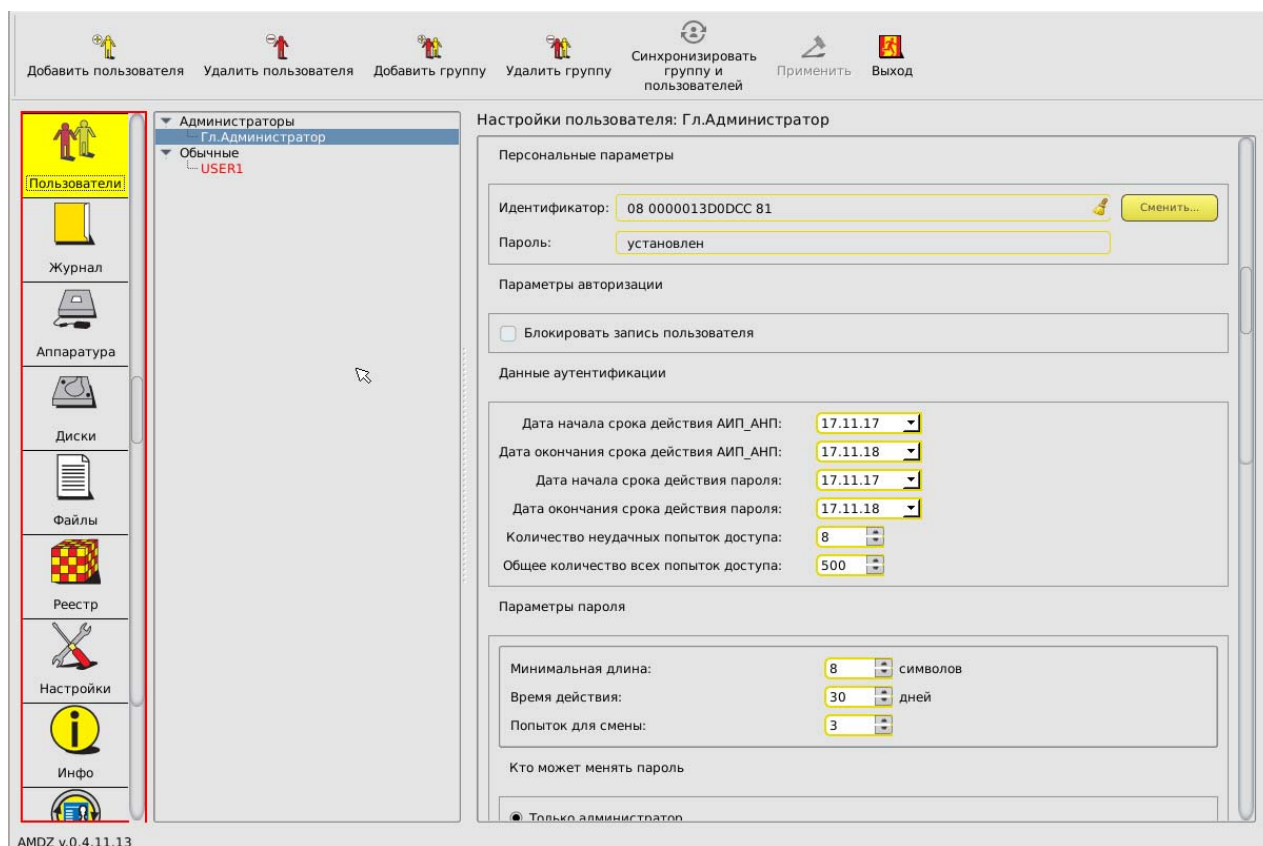 Добавить пользователя
Удалить пользователя
Добавить группу
Удалить группу
Синхронизировать
группу и
пользователей
Применить
Выход
Пользователи
Журнал
Аппаратура
Диски
Файлы
Реестр
Настройки
Инфо
Администраторы
Гл.Администратор
Обычные
USER1
Настройки пользователя: Гл.Администратор
Персональные параметры
Идентификатор: 08 0000013D0DCC 81 Сменить...
Пароль: установлен
Параметры авторизации
Блокировать запись пользователя
Данные аутентификации
Дата начала срока действия АИП_АНП: 17.11.17
Дата окончания срока действия АИП_АНП: 17.11.18
Дата начала срока действия пароля: 17.11.17
Дата окончания срока действия пароля: 17.11.18
Количество неудачных попыток доступа: 8
Общее количество всех попыток доступа: 500
Параметры пароля
Минимальная длина: 8 символов
Время действия: 30 дней
Попыток для смены: 3
Кто может менять пароль
Только администратор
AMDZ v.0.4.11.13